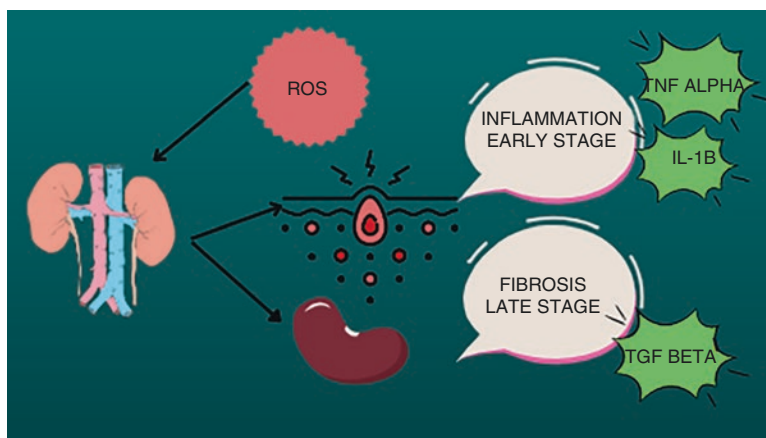 ROS
INFLAMMATION
EARLY STAGE
TNF ALPHA
IL-1B
FIBROSIS
LATE STAGE
TGF BETA